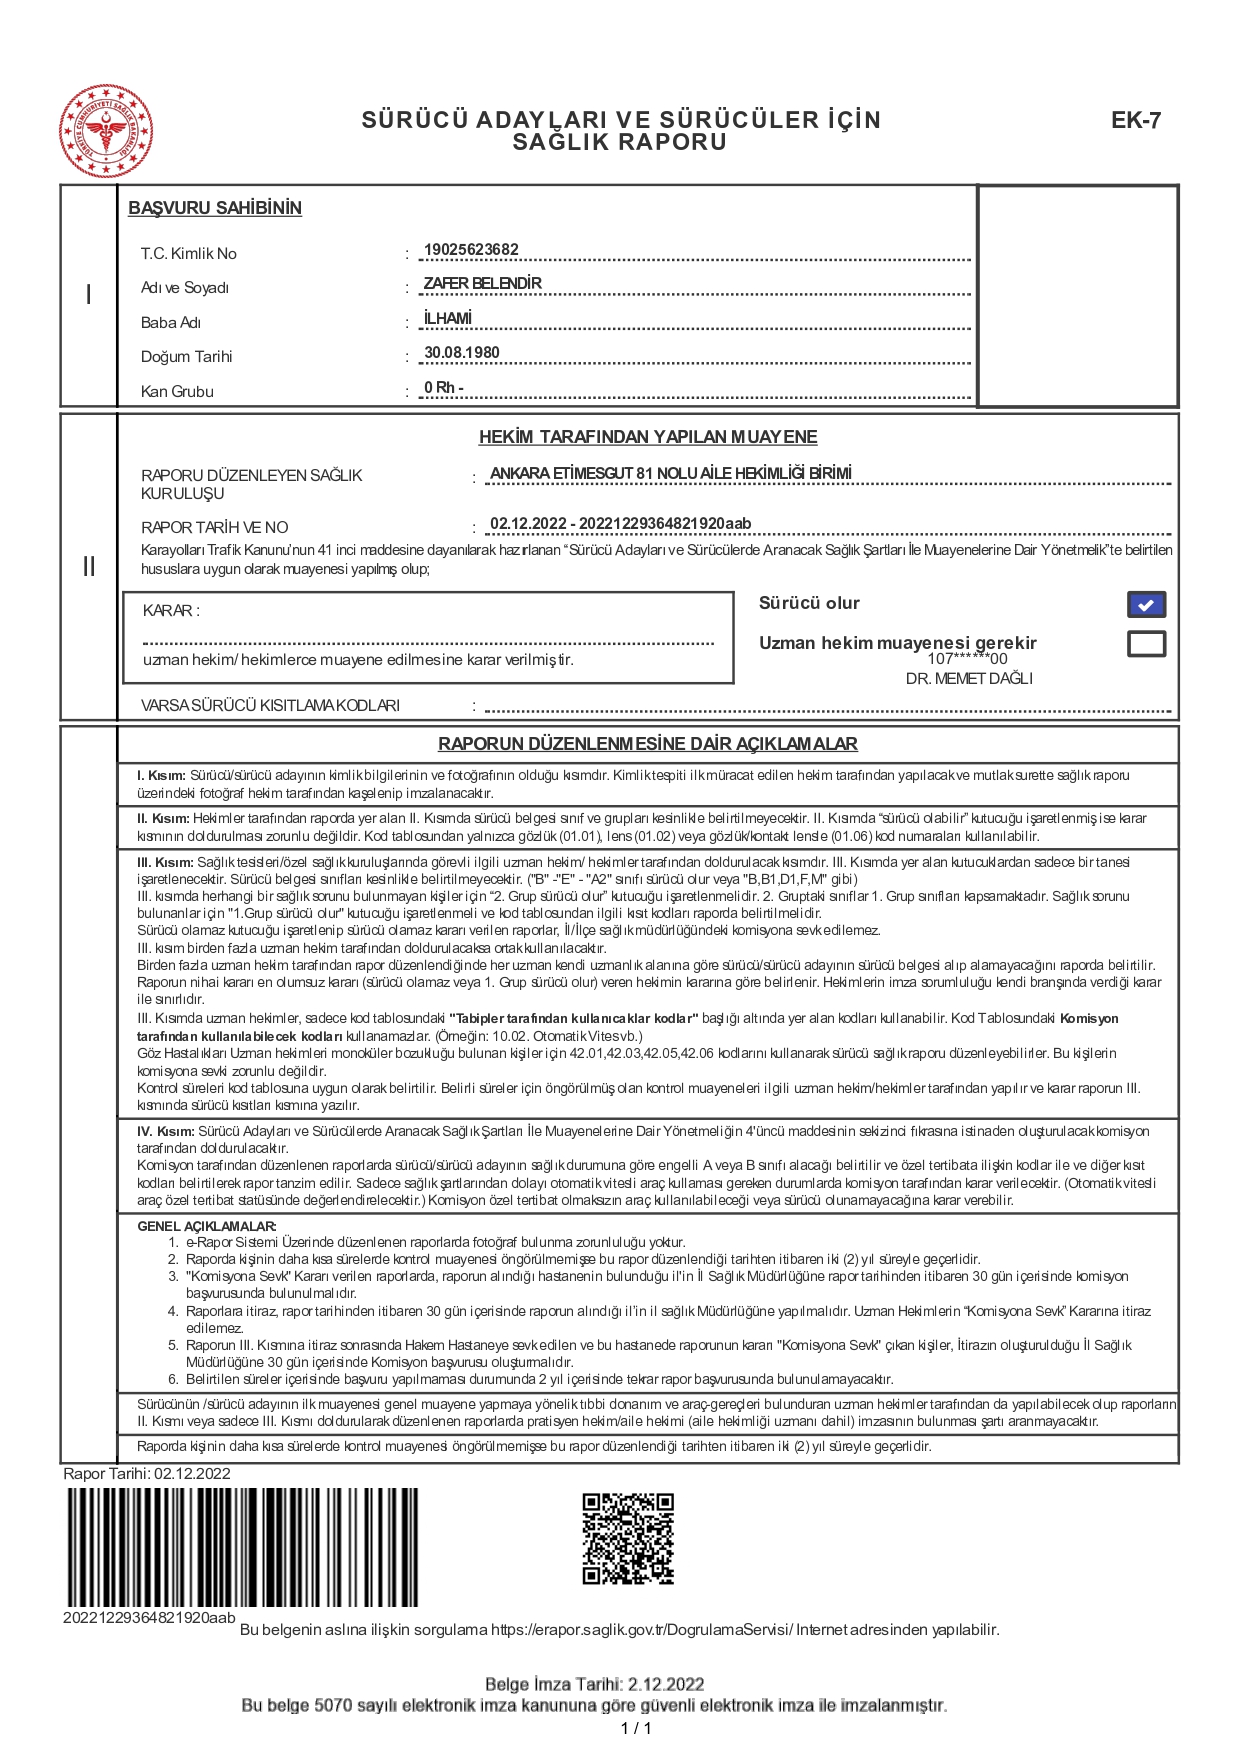 SÜRÜCÜ ADAYLARI VE SÜRÜCÜLER İÇİN
SAĞLIK RAPORU
EK-7
TÜRKİYE CUMHURİYETİ SAĞLIK BAKANLIĞI
I
BAŞVURU SAHİBİNİN
T.C. Kimlik No : 19025623682
Adı ve Soyadı : ZAFER BELENDİR
Baba Adı : İLHAMİ
Doğum Tarihi : 30.08.1980
Kan Grubu : 0 Rh -
II
HEKİM TARAFINDAN YAPILAN MUAYENE
RAPORU DÜZENLEYEN SAĞLIK
KURULUŞU : ANKARA ETİMESGUT 81 NOLU AİLE HEKİMLİĞİ BİRİMİ
RAPOR TARİH VE NO : 02.12.2022 - 20221229364821920aab
Karayolları Trafik Kanunu'nun 41 inci maddesine dayanılarak hazırlanan “Sürücü Adayları ve Sürücülerde Aranacak Sağlık Şartları İle Muayenelerine Dair Yönetmelik”te belirtilen
hususlara uygun olarak muayenesi yapılmış olup;
KARAR :
uzman hekim/ hekimlerce muayene edilmesine karar verilmiştir.
Sürücü olur
Uzman hekim muayenesi gerekir
107******00
DR. MEMET DAĞLI
VARSA SÜRÜCÜ KISITLAMA KODLARI :
RAPORUN DÜZENLENMESİNE DAİR AÇIKLAMALAR
I. Kısım: Sürücü/sürücü adayının kimlik bilgilerinin ve fotoğrafının olduğu kısımdır. Kimlik tespiti ilk müracat edilen hekim tarafından yapılacak ve mutlak surette sağlık raporu
üzerindeki fotoğraf hekim tarafından kaşelenip imzalanacaktır.
II. Kısım: Hekimler tarafından raporda yer alan II. Kısımda sürücü belgesi sınıf ve grupları kesinlikle belirtilmeyecektir. II. Kısımda “sürücü olabilir” kutucuğu işaretlenmiş ise karar
kısmının doldurulması zorunlu değildir. Kod tablosundan yalnızca gözlük (01.01), lens (01.02) veya gözlük/kontakt lensle (01.06) kod numaraları kullanılabilir.
III. Kısım: Sağlık tesisleri/özel sağlık kuruluşlarında görevli ilgili uzman hekim/ hekimler tarafından doldurulacak kısımdır. III. Kısımda yer alan kutucuklardan sadece bir tanesi
işaretlenecektir. Sürücü belgesi sınıfları kesinlikle belirtilmeyecektir. ("B" -"E" - "A2" sınıfı sürücü olur veya "B,B1,D1,F,M" gibi)
III. kısımda herhangi bir sağlık sorunu bulunmayan kişiler için “2. Grup sürücü olur” kutucuğu işaretlenmelidir. 2. Gruptaki sınıflar 1. Grup sınıfları kapsamaktadır. Sağlık sorunu
bulunanlar için "1.Grup sürücü olur" kutucuğu işaretlenmeli ve kod tablosundan ilgili kısıt kodları raporda belirtilmelidir.
Sürücü olamaz kutucuğu işaretlenip sürücü olamaz kararı verilen raporlar, İl/İlçe sağlık müdürlüğündeki komisyona sevk edilemez.
III. kısım birden fazla uzman hekim tarafından doldurulacaksa ortak kullanılacaktır.
Birden fazla uzman hekim tarafından rapor düzenlendiğinde her uzman kendi uzmanlık alanına göre sürücü/sürücü adayının sürücü belgesi alıp alamayacağını raporda belirtilir.
Raporun nihai kararı en olumsuz kararı (sürücü olamaz veya 1. Grup sürücü olur) veren hekimin kararına göre belirlenir. Hekimlerin imza sorumluluğu kendi branşında verdiği karar
ile sınırlıdır.
III. Kısımda uzman hekimler, sadece kod tablosundaki "Tabipler tarafından kullanıcaklar kodlar" başlığı altında yer alan kodları kullanabilir. Kod Tablosundaki Komisyon
tarafından kullanılabilecek kodları kullanamazlar. (Örneğin: 10.02. Otomatik Vites vb.)
Göz Hastalıkları Uzman hekimleri monoküler bozukluğu bulunan kişiler için 42.01,42.03,42.05,42.06 kodlarını kullanarak sürücü sağlık raporu düzenleyebilirler. Bu kişilerin
komisyona sevki zorunlu değildir.
Kontrol süreleri kod tablosuna uygun olarak belirtilir. Belirli süreler için öngörülmüş olan kontrol muayeneleri ilgili uzman hekim/hekimler tarafından yapılır ve karar raporun III.
kısmında sürücü kısıtları kısmına yazılır.
IV. Kısım: Sürücü Adayları ve Sürücülerde Aranacak Sağlık Şartları İle Muayenelerine Dair Yönetmeliğin 4'üncü maddesinin sekizinci fıkrasına istinaden oluşturulacak komisyon
tarafından doldurulacaktır.
Komisyon tarafından düzenlenen raporlarda sürücü/sürücü adayının sağlık durumuna göre engelli A veya B sınıfı alacağı belirtilir ve özel tertibata ilişkin kodlar ile ve diğer kısıt
kodları belirtilerek rapor tanzim edilir. Sadece sağlık şartlarından dolayı otomatik vitesli araç kullaması gereken durumlarda komisyon tarafından karar verilecektir. (Otomatik vitesli
araç özel tertibat statüsünde değerlendirelecektir.) Komisyon özel tertibat olmaksızın araç kullanılabileceği veya sürücü olunamayacağına karar verebilir.
GENEL AÇIKLAMALAR:
1. e-Rapor Sistemi Üzerinde düzenlenen raporlarda fotoğraf bulunma zorunluluğu yoktur.
2. Raporda kişinin daha kısa sürelerde kontrol muayenesi öngörülmemişse bu rapor düzenlendiği tarihten itibaren iki (2) yıl süreyle geçerlidir.
3. "Komisyona Sevk" Kararı verilen raporlarda, raporun alındığı hastanenin bulunduğu il'in İl Sağlık Müdürlüğüne rapor tarihinden itibaren 30 gün içerisinde komisyon
başvurusunda bulunulmalıdır.
4. Raporlara itiraz, rapor tarihinden itibaren 30 gün içerisinde raporun alındığı il'in il sağlık Müdürlüğüne yapılmalıdır. Uzman Hekimlerin “Komisyona Sevk” Kararına itiraz
edilemez.
5. Raporun III. Kısmına itiraz sonrasında Hakem Hastaneye sevk edilen ve bu hastanede raporunun kararı "Komisyona Sevk" çıkan kişiler, İtirazın oluşturulduğu İl Sağlık
Müdürlüğüne 30 gün içerisinde Komisyon başvurusu oluşturmalıdır.
6. Belirtilen süreler içerisinde başvuru yapılmaması durumunda 2 yıl içerisinde tekrar rapor başvurusunda bulunulamayacaktır.
Sürücünün /sürücü adayının ilk muayenesi genel muayene yapmaya yönelik tıbbi donanım ve araç-gereçleri bulunduran uzman hekimler tarafından da yapılabilecek olup raporların
II. Kısmı veya sadece III. Kısmı doldurularak düzenlenen raporlarda pratisyen hekim/aile hekimi (aile hekimliği uzmanı dahil) imzasının bulunması şartı aranmayacaktır.
Raporda kişinin daha kısa sürelerde kontrol muayenesi öngörülmemişse bu rapor düzenlendiği tarihten itibaren iki (2) yıl süreyle geçerlidir.
Rapor Tarihi: 02.12.2022
20221229364821920aab
Bu belgenin aslına ilişkin sorgulama https://erapor.saglik.gov.tr/DogrulamaServisi/ Internet adresinden yapılabilir.
Belge İmza Tarihi: 2.12.2022
Bu belge 5070 sayılı elektronik imza kanununa göre güvenli elektronik imza ile imzalanmıştır.
1 / 1